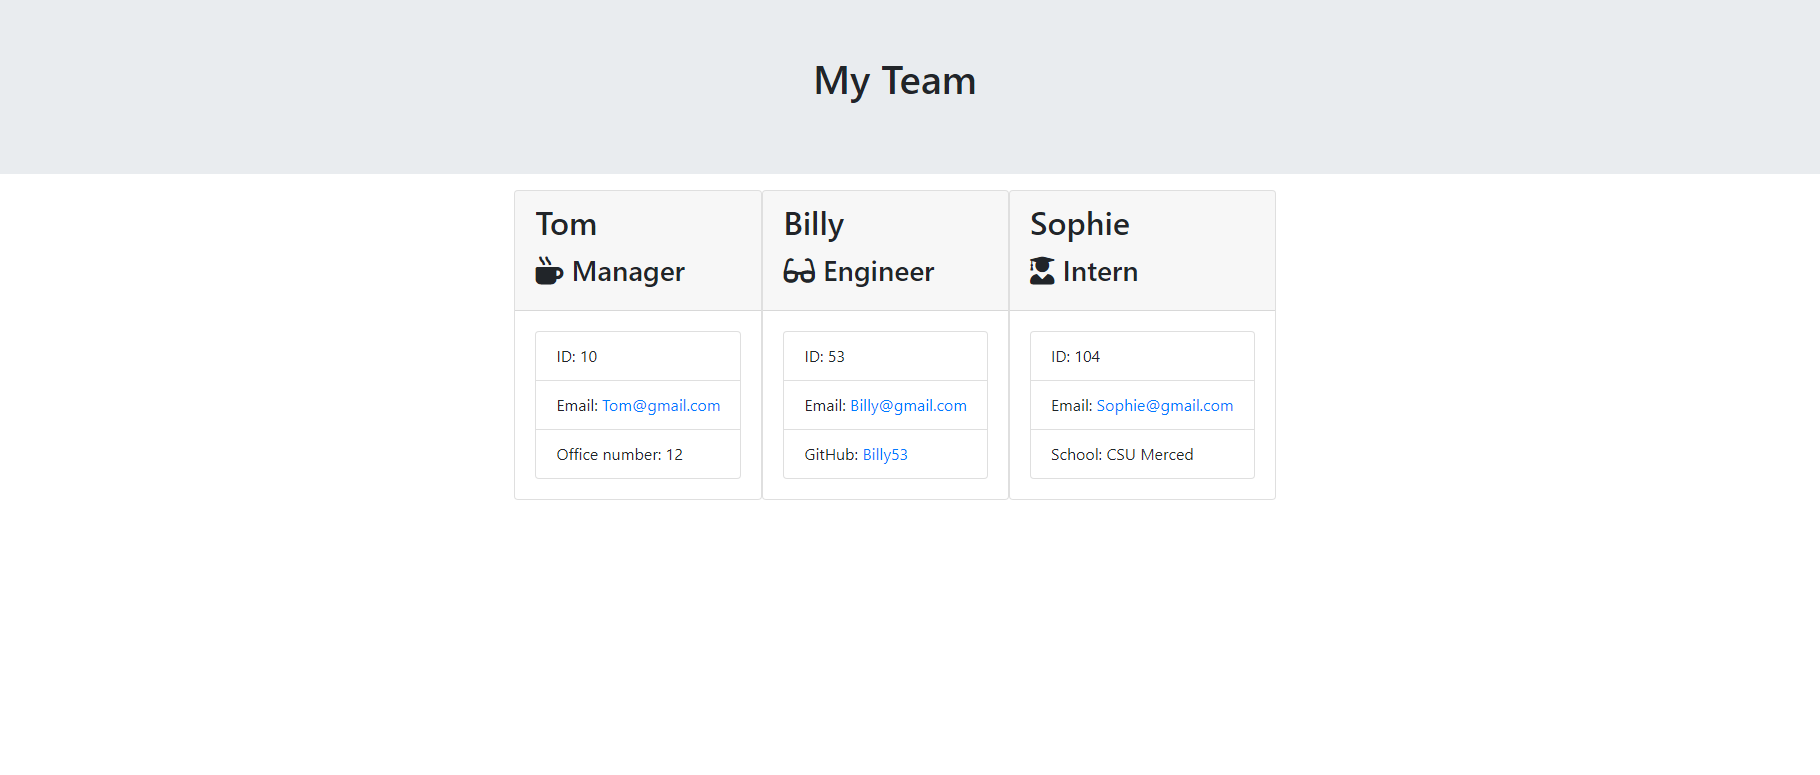 My Team
Tom
Manager
ID: 10
Email: Tom@gmail.com
Office number: 12
Billy
Engineer
ID: 53
Email: Billy@gmail.com
GitHub: Billy53
Sophie
Intern
ID: 104
Email: Sophie@gmail.com
School: CSU Merced